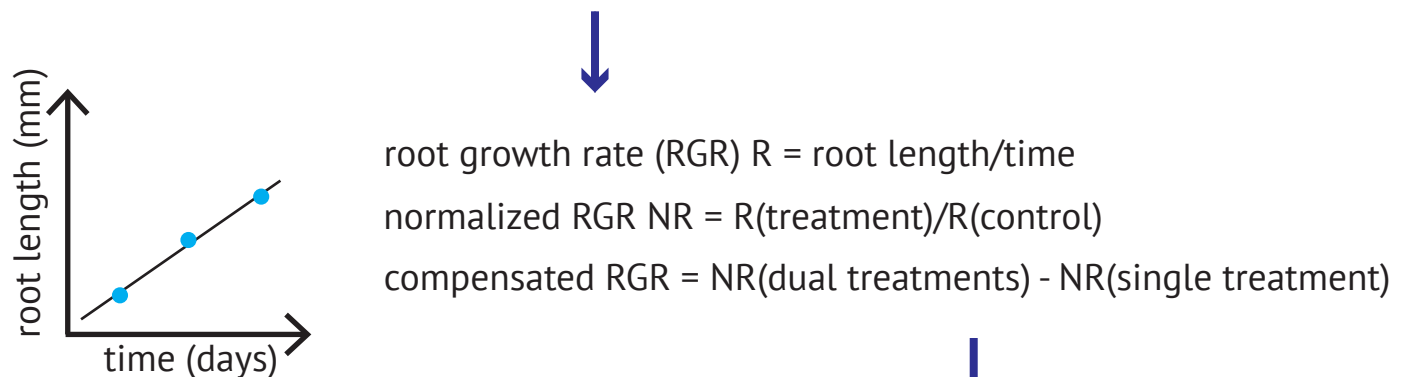 root length (mm)
time (days)
root growth rate (RGR) R = root length/time
normalized RGR NR = R(treatment)/R(control)
compensated RGR = NR(dual treatments) - NR(single treatment)